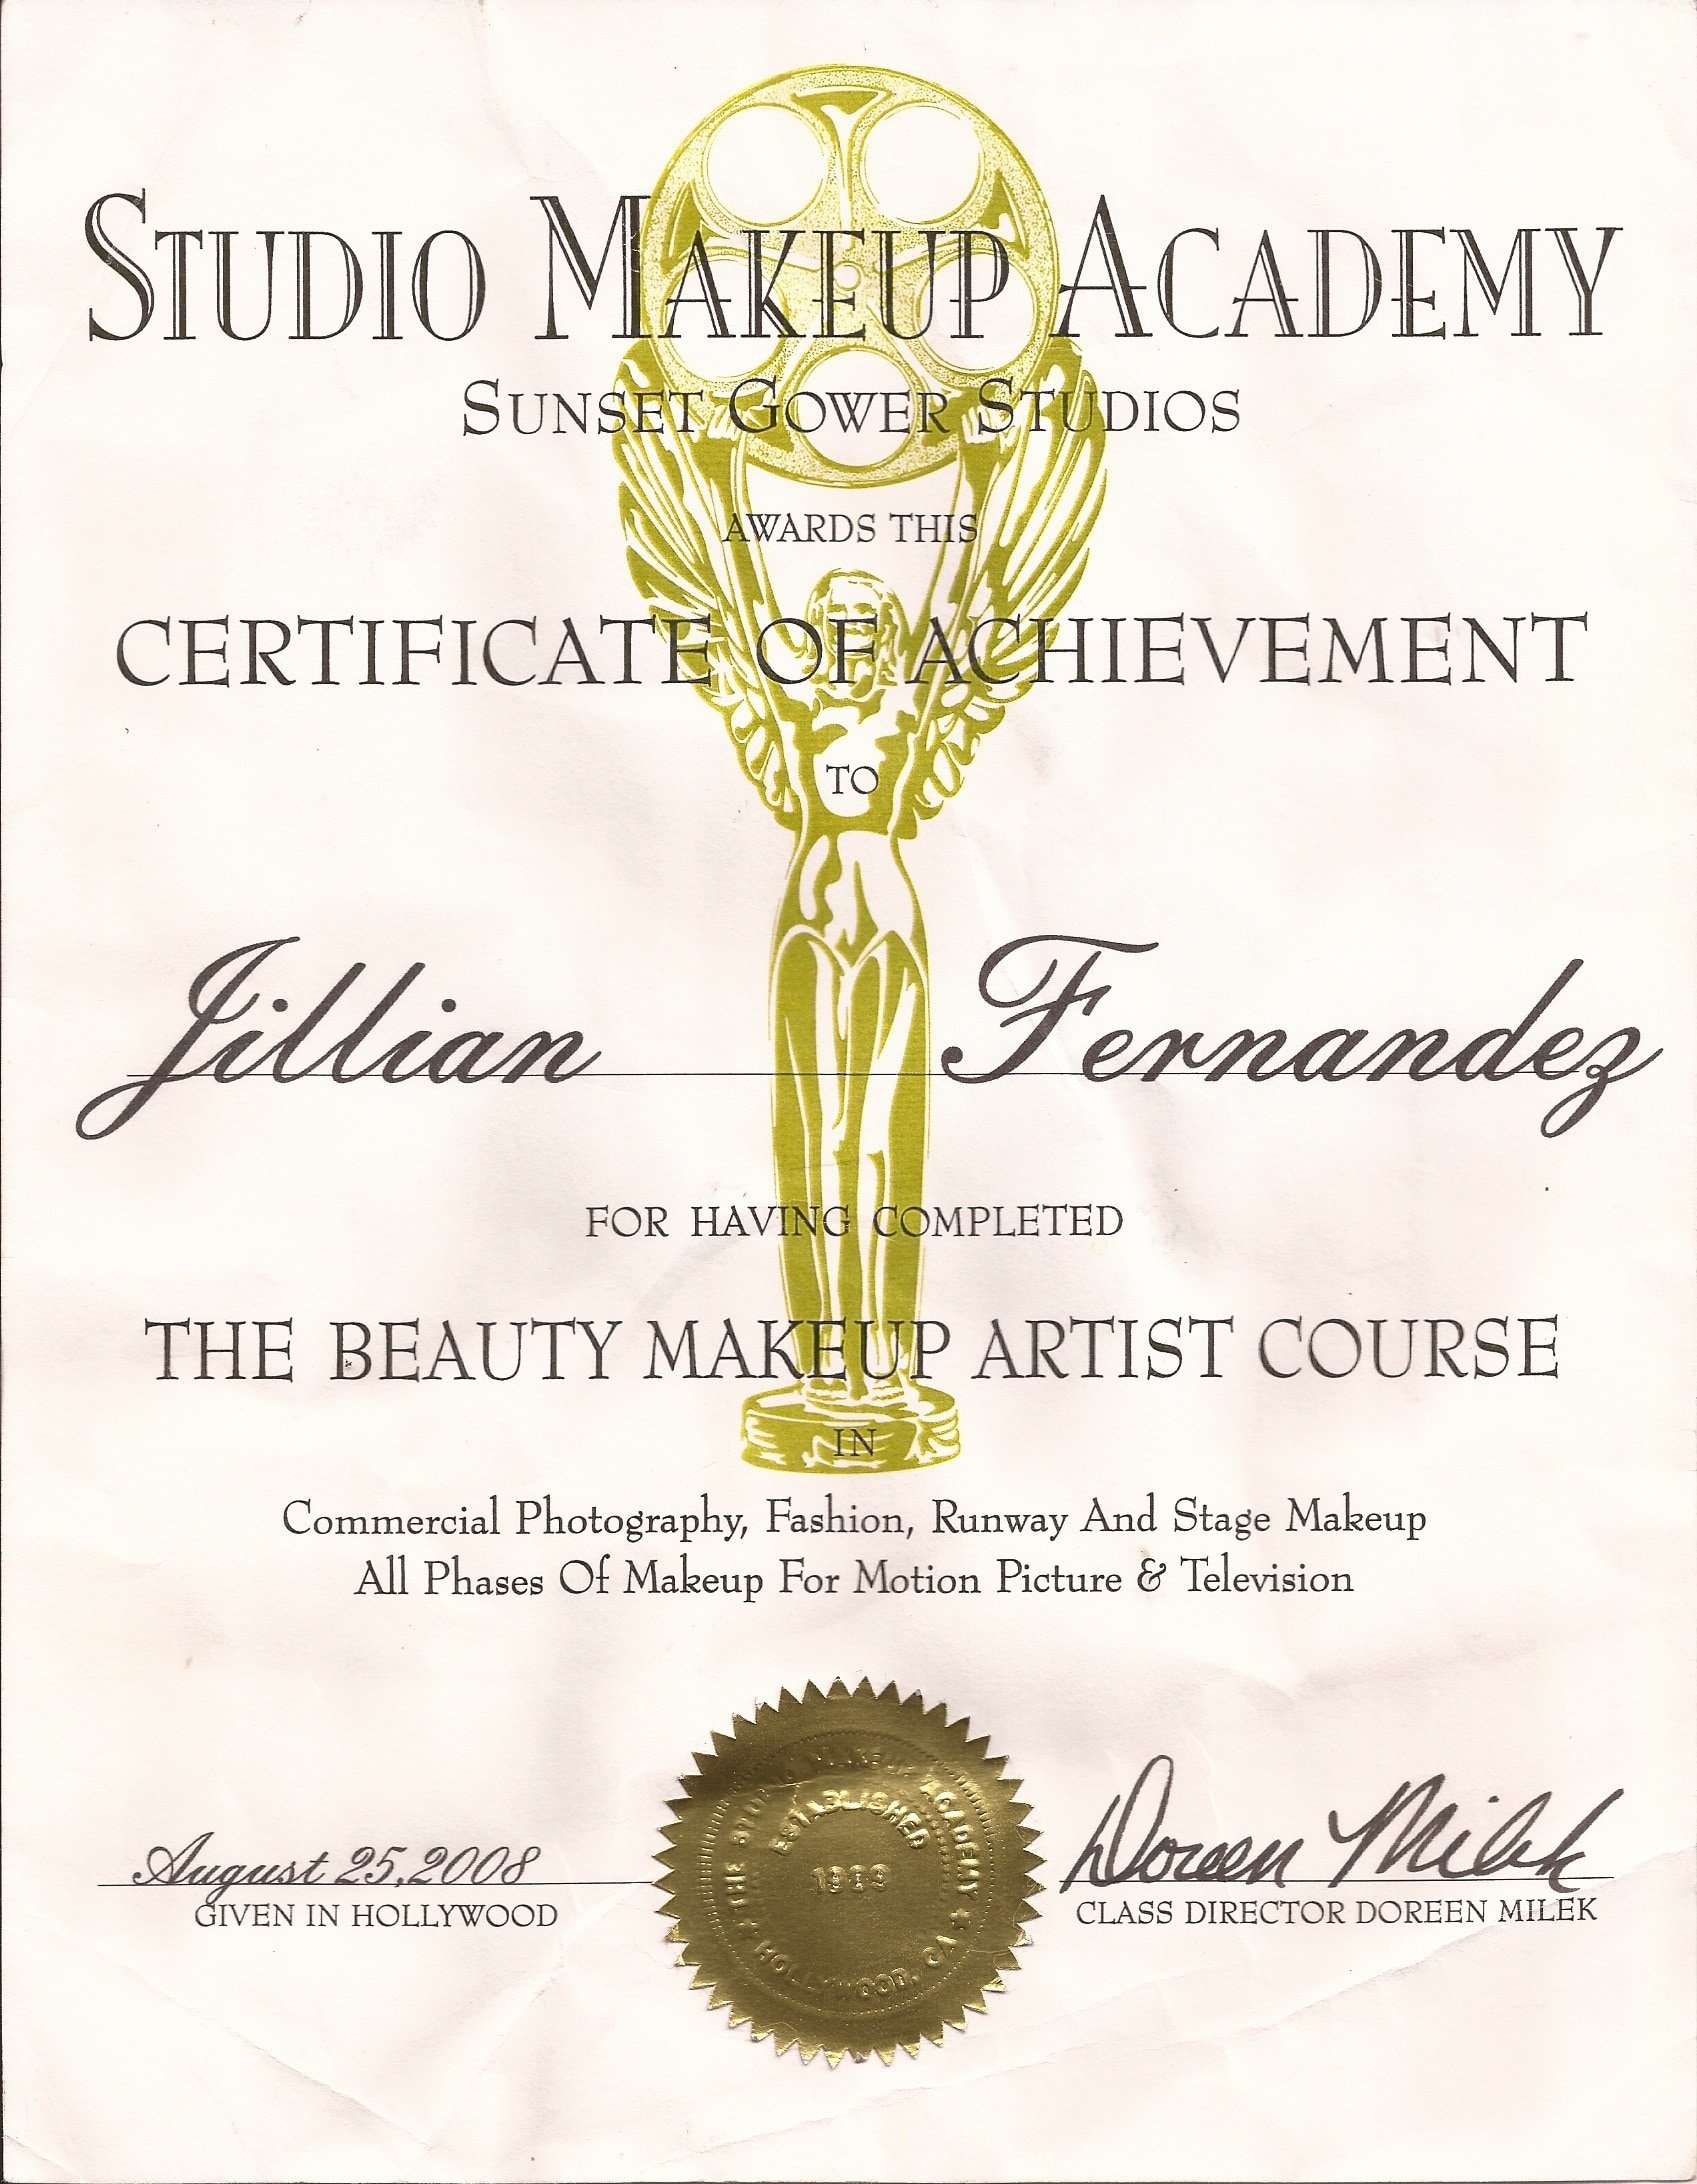 STUDIO MAKEUP ACADEMY
SUNSET GOWER STUDIOS
AWARDS THIS
CERTIFICATE OF ACHIEVEMENT
TO
Jillian Fernandez
FOR HAVING COMPLETED
THE BEAUTY MAKEUP ARTIST COURSE
IN
Commercial Photography, Fashion, Runway And Stage Makeup
All Phases Of Makeup For Motion Picture & Television
THE STUDIO MAKEUP ACADEMY
ESTABLISHED
HOLLYWOOD, CA
August 25, 2008
GIVEN IN HOLLYWOOD
Doreen Milek
CLASS DIRECTOR DOREEN MILEK